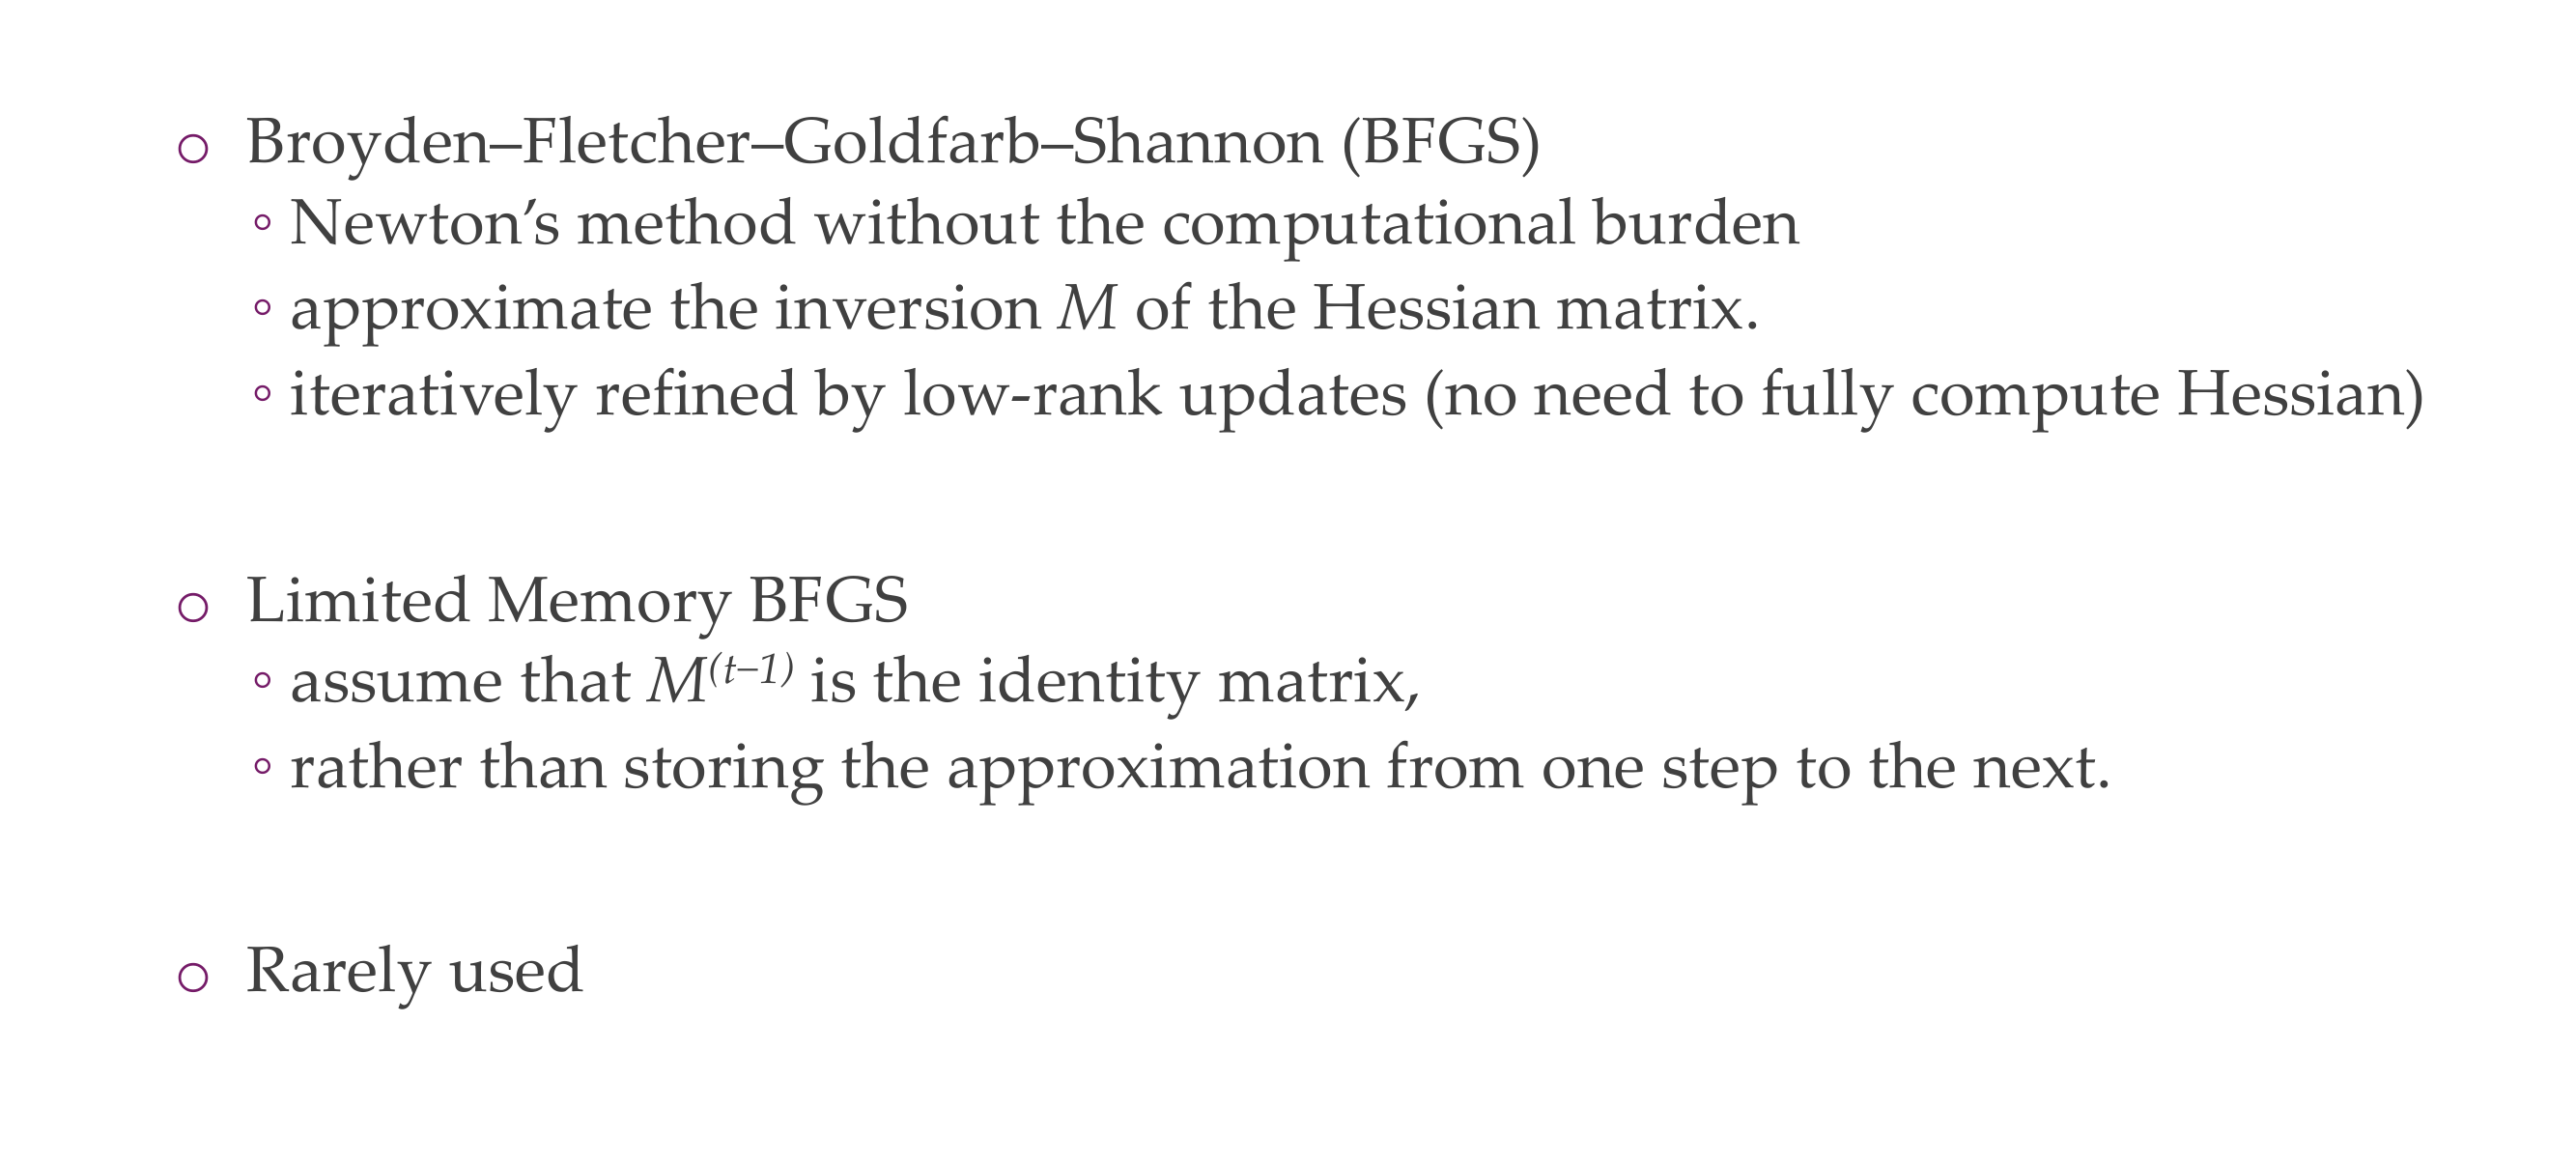 Broyden–Fletcher–Goldfarb–Shannon (BFGS)
Newton’s method without the computational burden
approximate the inversion M of the Hessian matrix.
iteratively refined by low-rank updates (no need to fully compute Hessian)
Limited Memory BFGS
assume that M^(t–1) is the identity matrix,
rather than storing the approximation from one step to the next.
Rarely used